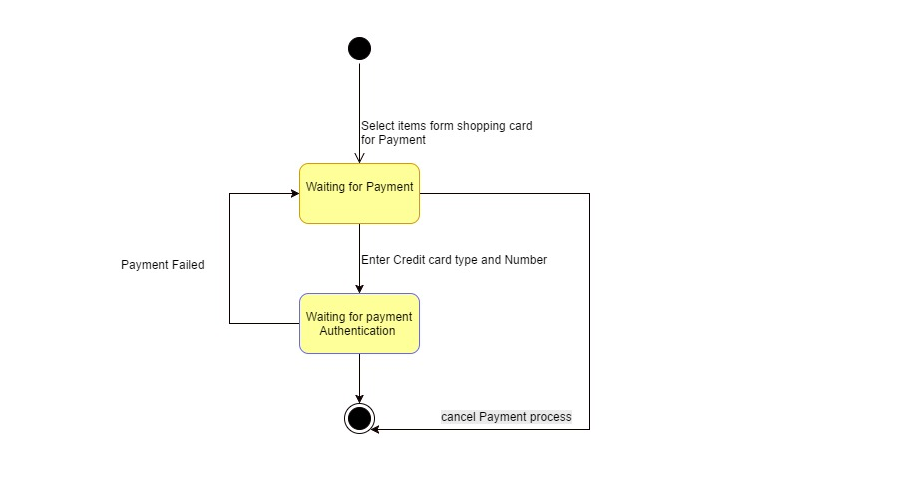 Select items form shopping card
for Payment
Waiting for Payment
Enter Credit card type and Number
Payment Failed
Waiting for payment
Authentication
cancel Payment process